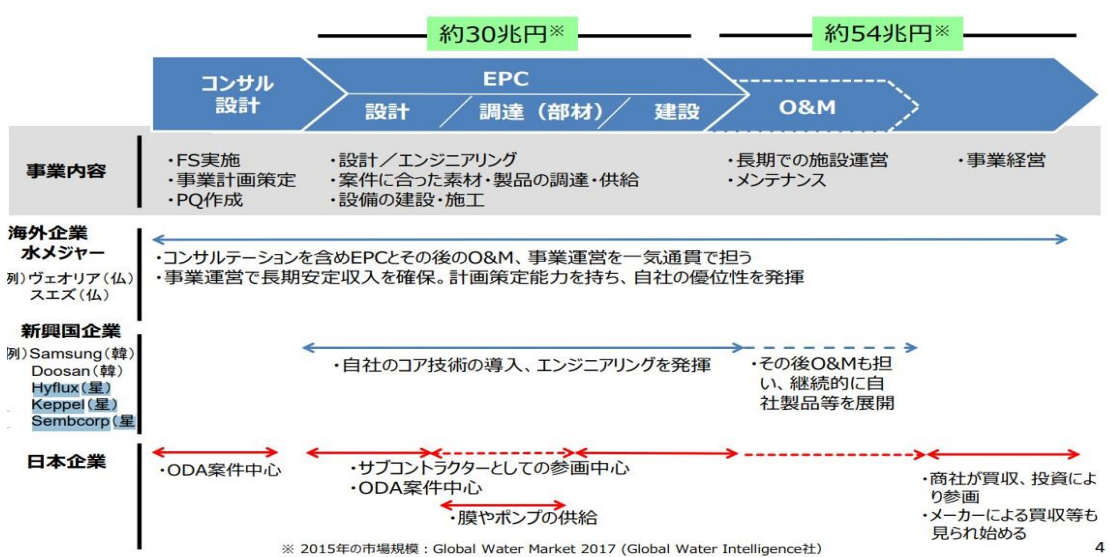 約30兆円※
約54兆円※
コンサル
設計
EPC
設計
調達（部材）
建設
O&M
事業内容
・FS実施
・事業計画策定
・PQ作成
・設計／エンジニアリング
・案件に合った素材・製品の調達・供給
・設備の建設・施工
・長期での施設運営
・メンテナンス
・事業経営
海外企業
水メジャー
例）ヴェオリア（仏）
スエズ（仏）
・コンサルテーションを含めEPCとその後のO&M、事業運営を一気通貫で担う
・事業運営で長期安定収入を確保。計画策定能力を持ち、自社の優位性を発揮
新興国企業
例）Samsung（韓）
Doosan（韓）
Hyflux（星）
Keppel（星）
Sembcorp（星
・自社のコア技術の導入、エンジニアリングを発揮
・その後O&Mも担
い、継続的に自
社製品等を展開
日本企業
・ODA案件中心
・サブコントラクターとしての参画中心
・ODA案件中心
・膜やポンプの供給
・商社が買収、投資によ
り参画
・メーカーによる買収等も
見られ始める
※ 2015年の市場規模：Global Water Market 2017 (Global Water Intelligence社)
4